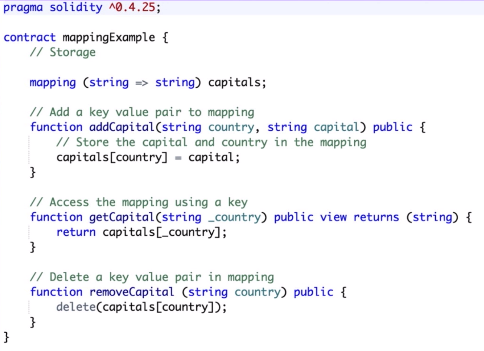 pragma solidity ^0.4.25;
contract mappingExample {
// Storage
mapping (string => string) capitals;
// Add a key value pair to mapping
function addCapital(string country, string capital) public {
// Store the capital and country in the mapping
capitals[country] = capital;
}
// Access the mapping using a key
function getCapital(string _country) public view returns (string) {
return capitals[_country];
}
// Delete a key value pair in mapping
function removeCapital (string country) public {
delete(capitals[country]);
}
}